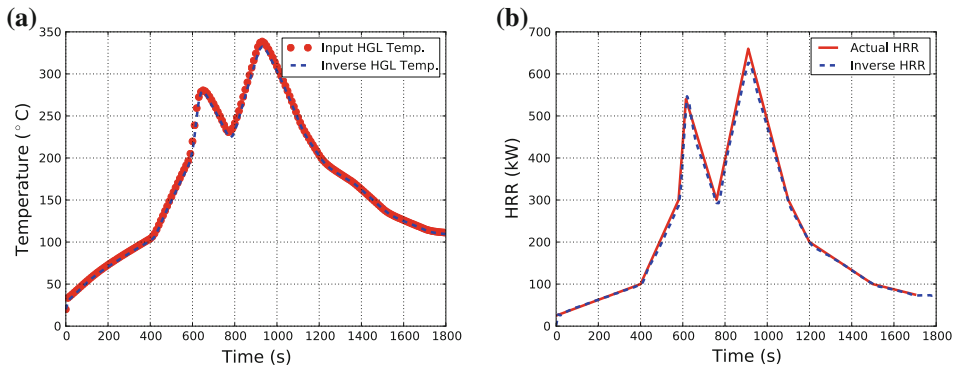 (a)
350
300
250
200
150
100
50
0
Temperature (°C)
0 200 400 600 800 1000 1200 1400 1600 1800
Time (s)
Input HGL Temp.
Inverse HGL Temp.
(b)
700
600
500
400
300
200
100
0
HRR (kW)
0 200 400 600 800 1000 1200 1400 1600 1800
Time (s)
Actual HRR
Inverse HRR